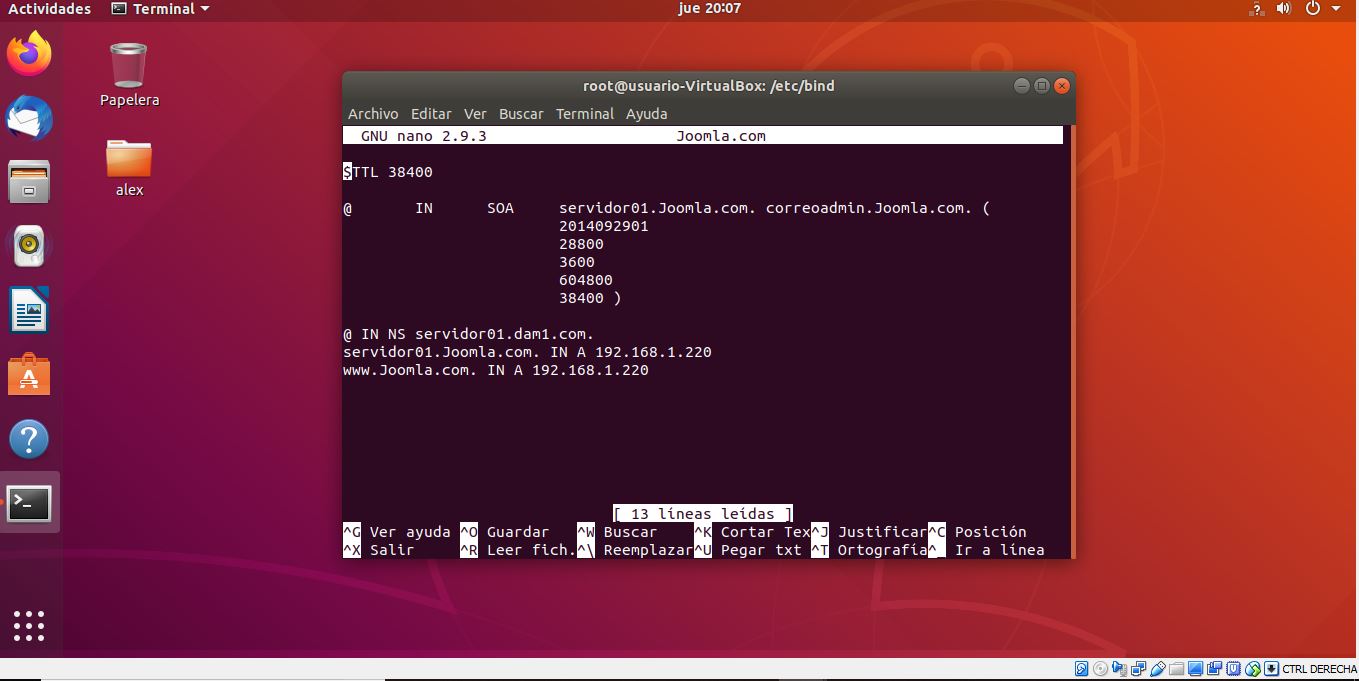 Actividades Terminal jue 20:07
Papelera
alex
root@usuario-VirtualBox: /etc/bind
Archivo Editar Ver Buscar Terminal Ayuda
GNU nano 2.9.3 Joomla.com
$TTL 38400
@ IN SOA servidor01.Joomla.com. correoadmin.Joomla.com. (
2014092901
28800
3600
604800
38400 )
@ IN NS servidor01.dam1.com.
servidor01.Joomla.com. IN A 192.168.1.220
www.Joomla.com. IN A 192.168.1.220
[ 13 líneas leídas ]
^G Ver ayuda ^O Guardar ^W Buscar ^K Cortar Tex^J Justificar^C Posición
^X Salir ^R Leer fich.^\ Reemplazar^U Pegar txt ^T Ortografía^_ Ir a línea
CTRL DERECHA